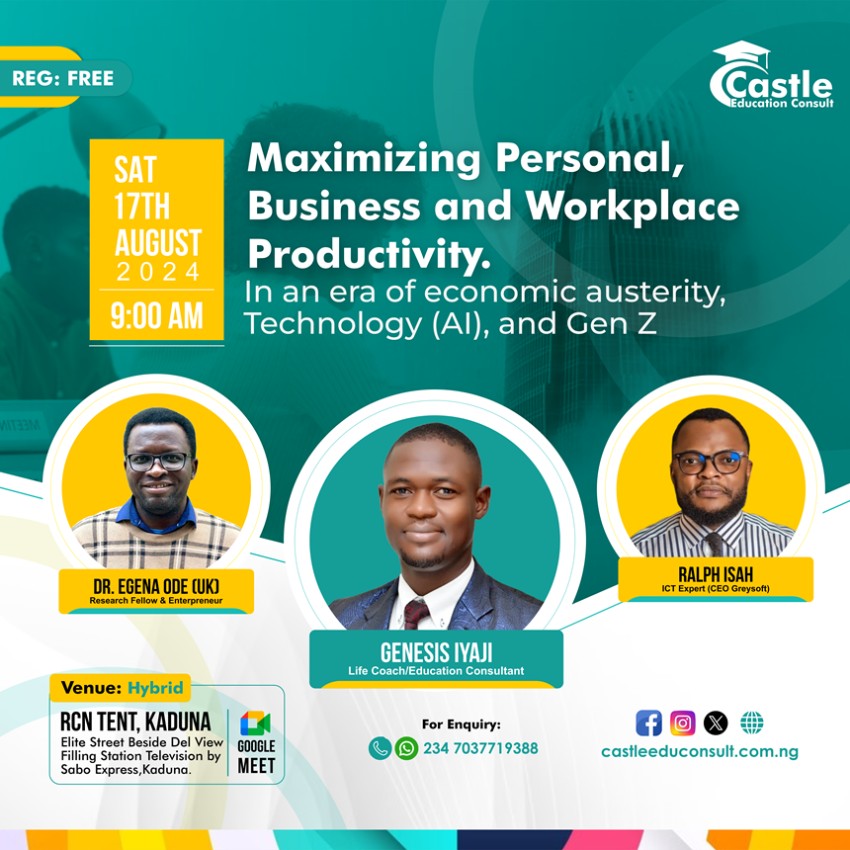 REG: FREE
Castle
Education Consult
SAT
17TH
AUGUST
2024
9:00 AM
Maximizing Personal,
Business and Workplace
Productivity.
In an era of economic austerity,
Technology (AI), and Gen Z
MEETIN
DR. EGENA ODE (UK)
Research Fellow & Enterpreneur
GENESIS IYAJI
Life Coach/Education Consultant
RALPH ISAH
ICT Expert (CEO Greysoft)
Venue: Hybrid
RCN TENT, KADUNA
Elite Street Beside Del View
Filling Station Television by
Sabo Express,Kaduna.
GOOGLE
MEET
For Enquiry:
234 7037719388
castleeduconsult.com.ng